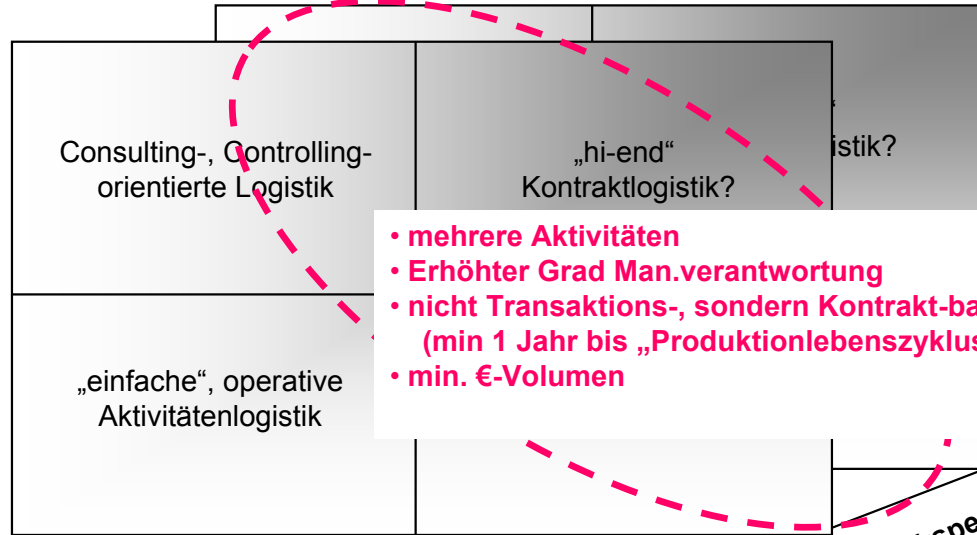 Consulting-, Controlling-
orientierte Logistik
„hi-end“
Kontraktlogistik?
istik?
• mehrere Aktivitäten
• Erhöhter Grad Man.verantwortung
• nicht Transaktions-, sondern Kontrakt-ba
(min 1 Jahr bis „Produktionlebenszyklus
• min. €-Volumen
„einfache“, operative
Aktivitätenlogistik
spe